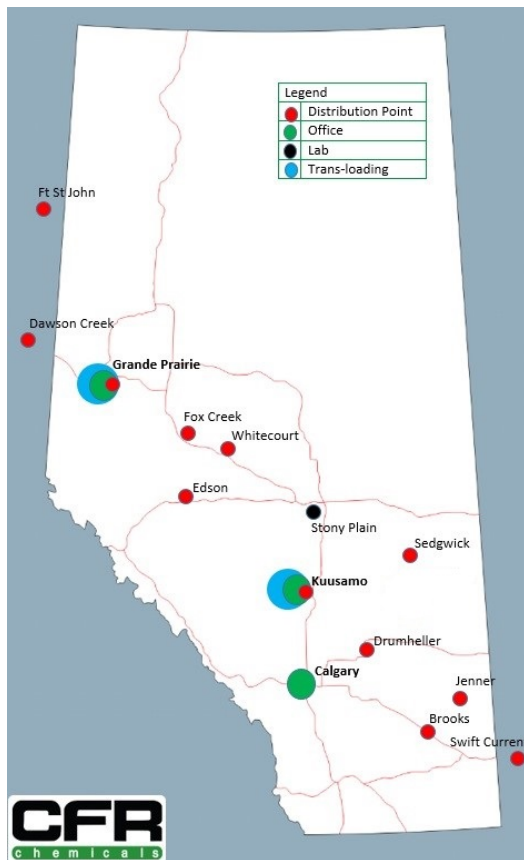 Legend
Distribution Point
Office
Lab
Trans-loading
Ft St John
Dawson Creek
Grande Prairie
Fox Creek
Whitecourt
Edson
Stony Plain
Sedgwick
Kuusamo
Drumheller
Calgary
Jenner
Brooks
Swift Curren
CFR
chemicals